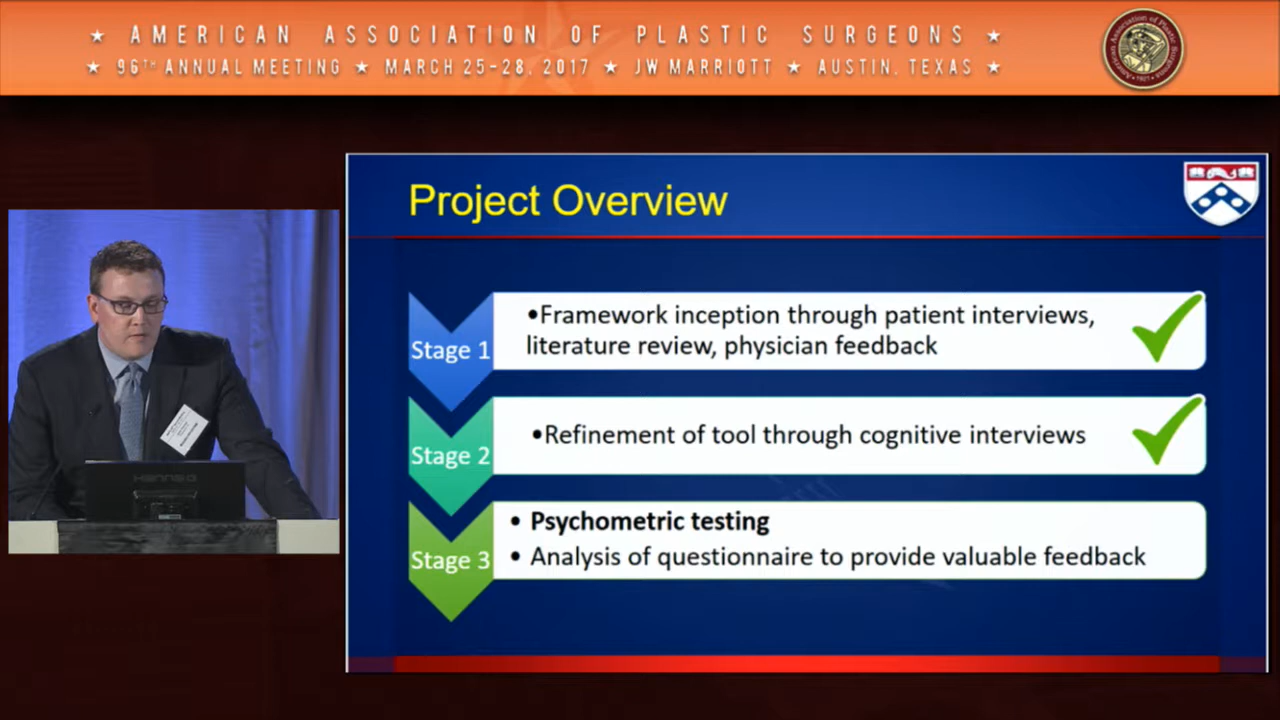 ★ AMERICAN ASSOCIATION OF PLASTIC SURGEONS ★
★ 96TH ANNUAL MEETING ★ MARCH 25-28, 2017 ★ JW MARRIOTT ★ AUSTIN, TEXAS ★
Project Overview
Stage 1
•Framework inception through patient interviews,
literature review, physician feedback
Stage 2
•Refinement of tool through cognitive interviews
Stage 3
• Psychometric testing
• Analysis of questionnaire to provide valuable feedback